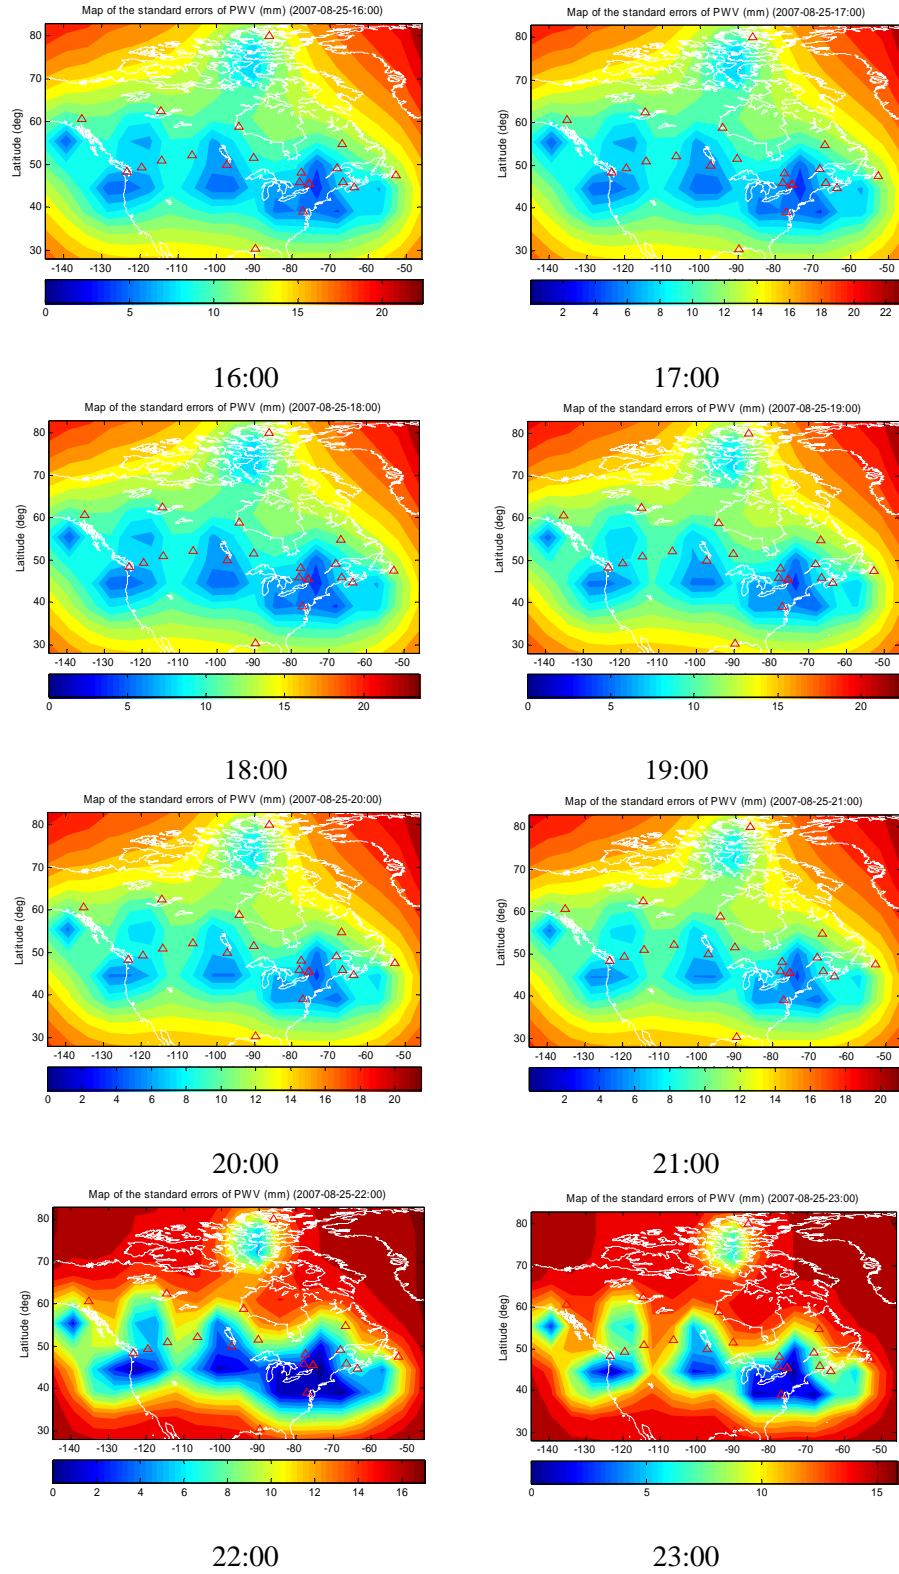 Map of the standard errors of PWV (mm) (2007-08-25-16:00)
Latitude (deg)
80
70
60
50
40
30
-140 -130 -120 -110 -100 -90 -80 -70 -60 -50
0 5 10 15 20
16:00
Map of the standard errors of PWV (mm) (2007-08-25-17:00)
Latitude (deg)
80
70
60
50
40
30
-140 -130 -120 -110 -100 -90 -80 -70 -60 -50
2 4 6 8 10 12 14 16 18 20 22
17:00
Map of the standard errors of PWV (mm) (2007-08-25-18:00)
Latitude (deg)
80
70
60
50
40
30
-140 -130 -120 -110 -100 -90 -80 -70 -60 -50
0 5 10 15 20
18:00
Map of the standard errors of PWV (mm) (2007-08-25-19:00)
Latitude (deg)
80
70
60
50
40
30
-140 -130 -120 -110 -100 -90 -80 -70 -60 -50
0 5 10 15 20
19:00
Map of the standard errors of PWV (mm) (2007-08-25-20:00)
Latitude (deg)
80
70
60
50
40
30
-140 -130 -120 -110 -100 -90 -80 -70 -60 -50
0 2 4 6 8 10 12 14 16 18 20
20:00
Map of the standard errors of PWV (mm) (2007-08-25-21:00)
Latitude (deg)
80
70
60
50
40
30
-140 -130 -120 -110 -100 -90 -80 -70 -60 -50
2 4 6 8 10 12 14 16 18 20
21:00
Map of the standard errors of PWV (mm) (2007-08-25-22:00)
Latitude (deg)
80
70
60
50
40
30
-140 -130 -120 -110 -100 -90 -80 -70 -60 -50
0 2 4 6 8 10 12 14 16
22:00
Map of the standard errors of PWV (mm) (2007-08-25-23:00)
Latitude (deg)
80
70
60
50
40
30
-140 -130 -120 -110 -100 -90 -80 -70 -60 -50
0 5 10 15
23:00